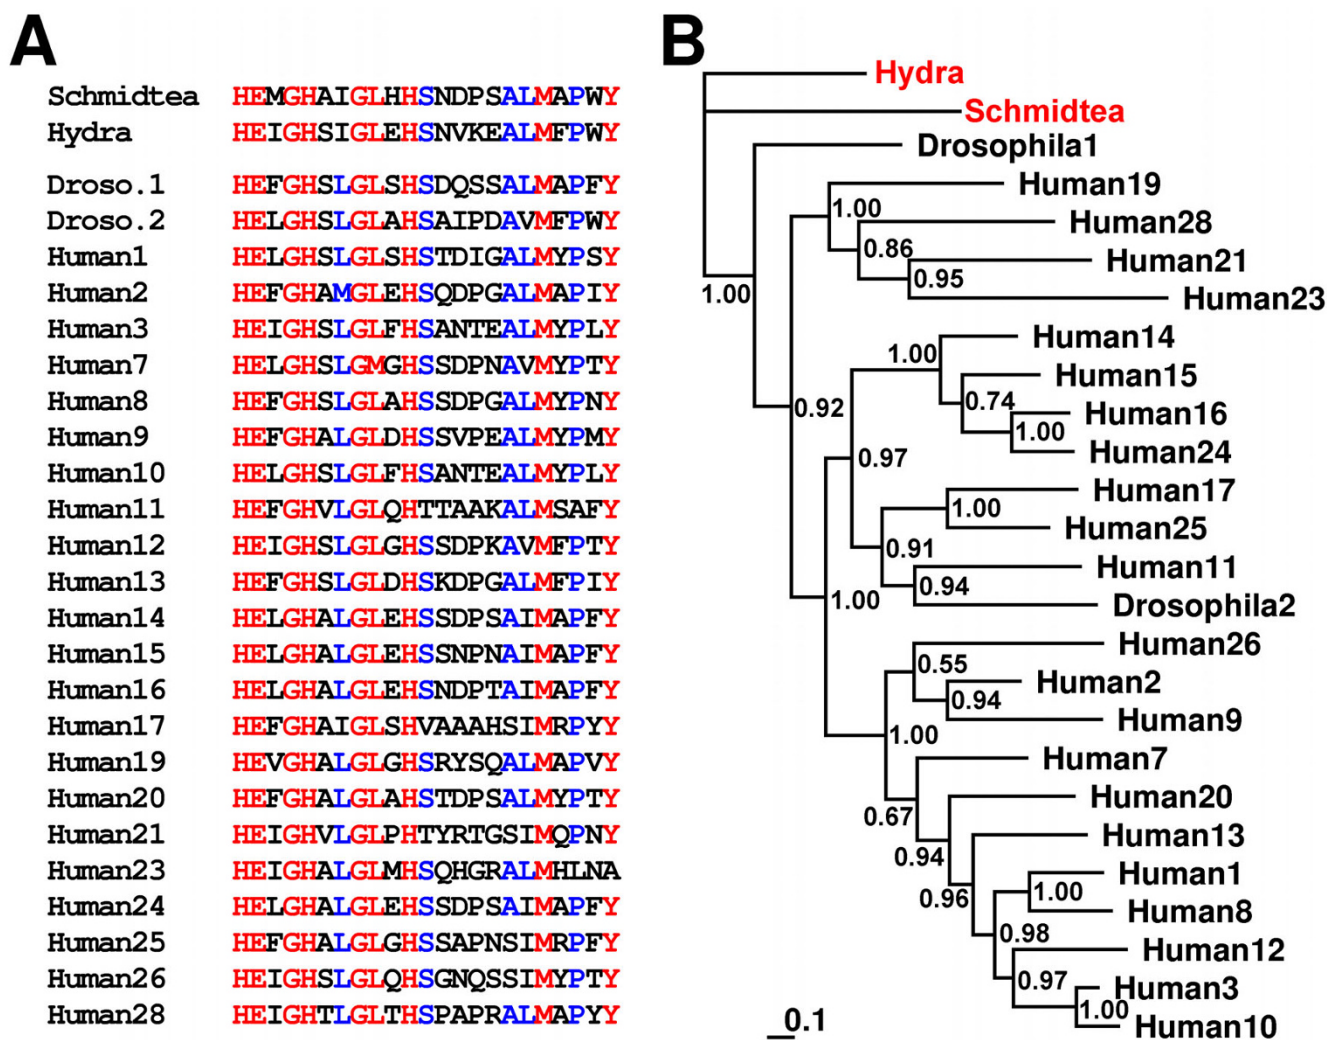 A
Schmidtea HEMGHAIGLHHSNDPSALMAPWY
Hydra HEIGHSIGLEHSNVKEALMFPWY
Droso.1 HEFGHSLGLSHSDQSSALMAPFY
Droso.2 HELGHSLGLAHSAIPDAVMFPWY
Human1 HELGHSLGLSHSTDIGALMYPSY
Human2 HEFGHAMGLEHSQDPGALMAPIY
Human3 HEIGHSLGLFHSANTEALMYPLY
Human7 HELGHSLGMGHSSDPNAVMYPTY
Human8 HEFGHSLGLAHSSDPGALMYPNY
Human9 HEFGHALGLDHSSVPEALMYPMY
Human10 HELGHSLGLFHSANTEALMYPLY
Human11 HEFGHVLGLQHTTAAKALMSAFY
Human12 HEIGHSLGLGHSSDPKAVMFPTY
Human13 HEFGHSLGLDHSKDPGALMFPIY
Human14 HELGHALGLEHSSDPSAIMAPFY
Human15 HELGHALGLEHSSNPNAIMAPFY
Human16 HELGHALGLEHSNDPTAIMAPFY
Human17 HEFGHAIGLSHVAAAHSIMRPYY
Human19 HEVGHALGLGHSRYSQALMAPVY
Human20 HEFGHALGLAHSTDPSALMYPTY
Human21 HEIGHVLGLPHTYRTGSIMQPNY
Human23 HEIGHALGLMHSQHGRALMHLNA
Human24 HELGHALGLEHSSDPSAIMAPFY
Human25 HEFGHALGLGHSSAPNSIMRPFY
Human26 HEIGHSLGLQHSGNQSSIMYPTY
Human28 HEIGHTLGLTHSPAPRALMAPYY
B
Hydra
Schmidtea
Drosophila1
Human19
1.00
Human28
0.86
Human21
0.95
1.00
Human23
Human14
1.00
Human15
0.74
0.92
Human16
1.00
Human24
0.97
Human17
1.00
Human25
0.91
Human11
0.94
1.00
Drosophila2
Human26
0.55
Human2
0.94
Human9
1.00
Human7
Human20
0.67
Human13
0.94
Human1
1.00
0.96
Human8
0.98
Human12
0.97
Human3
1.00
Human10
0.1